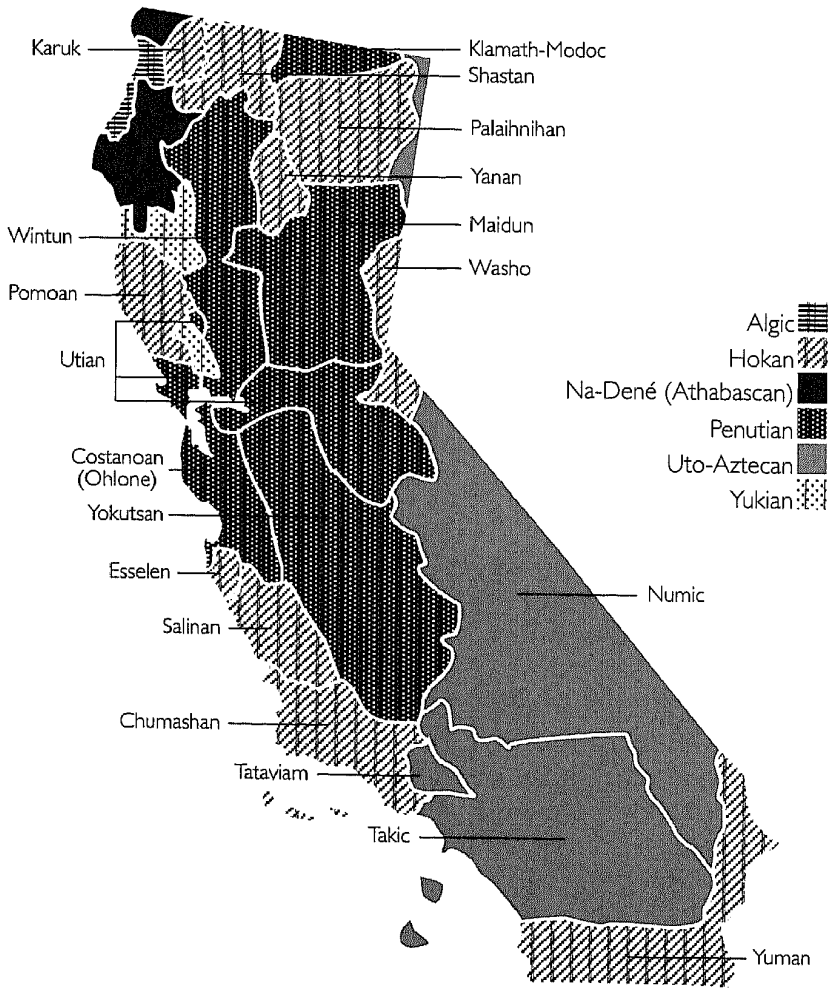 Karuk
Klamath-Modoc
Shastan
Palaihnihan
Yanan
Maidun
Wintun
Washo
Pomoan
Utian
Costanoan
(Ohlone)
Yokutsan
Esselen
Salinan
Numic
Chumashan
Tataviam
Takic
Yuman
Algic
Hokan
Na-Dené (Athabascan)
Penutian
Uto-Aztecan
Yukian